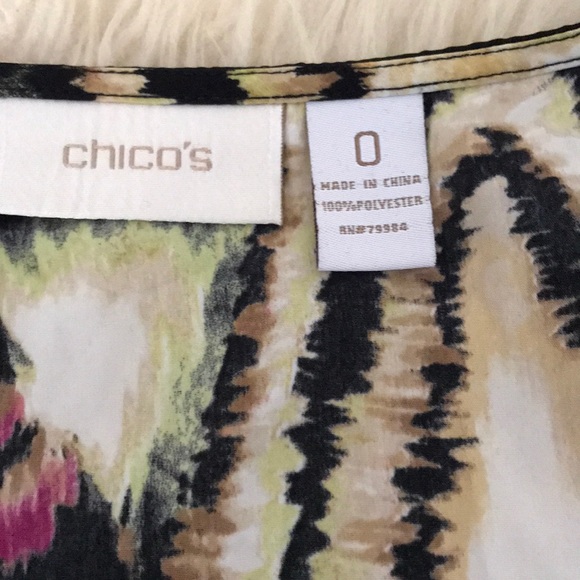 chico's
0
MADE IN CHINA
100%POLYESTER
RN#79984